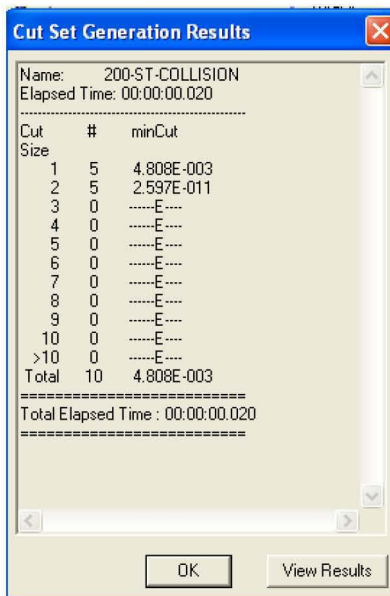 Cut Set Generation Results
Name: 200-ST-COLLISION
Elapsed Time: 00:00:00.020
--------------------------------------------------
Cut # minCut
Size
1 5 4.808E-003
2 5 2.597E-011
3 0 -----E----
4 0 -----E----
5 0 -----E----
6 0 -----E----
7 0 -----E----
8 0 -----E----
9 0 -----E----
10 0 -----E----
>10 0 -----E----
Total 10 4.808E-003
===========================
Total Elapsed Time : 00:00:00.020
===========================
OK View Results